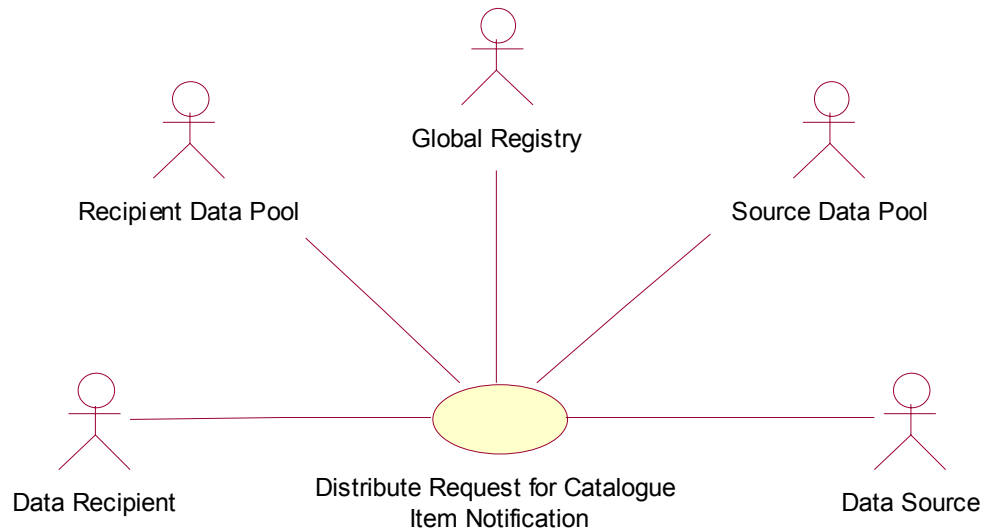 Global Registry
Recipient Data Pool
Source Data Pool
Data Recipient
Distribute Request for Catalogue
Item Notification
Data Source